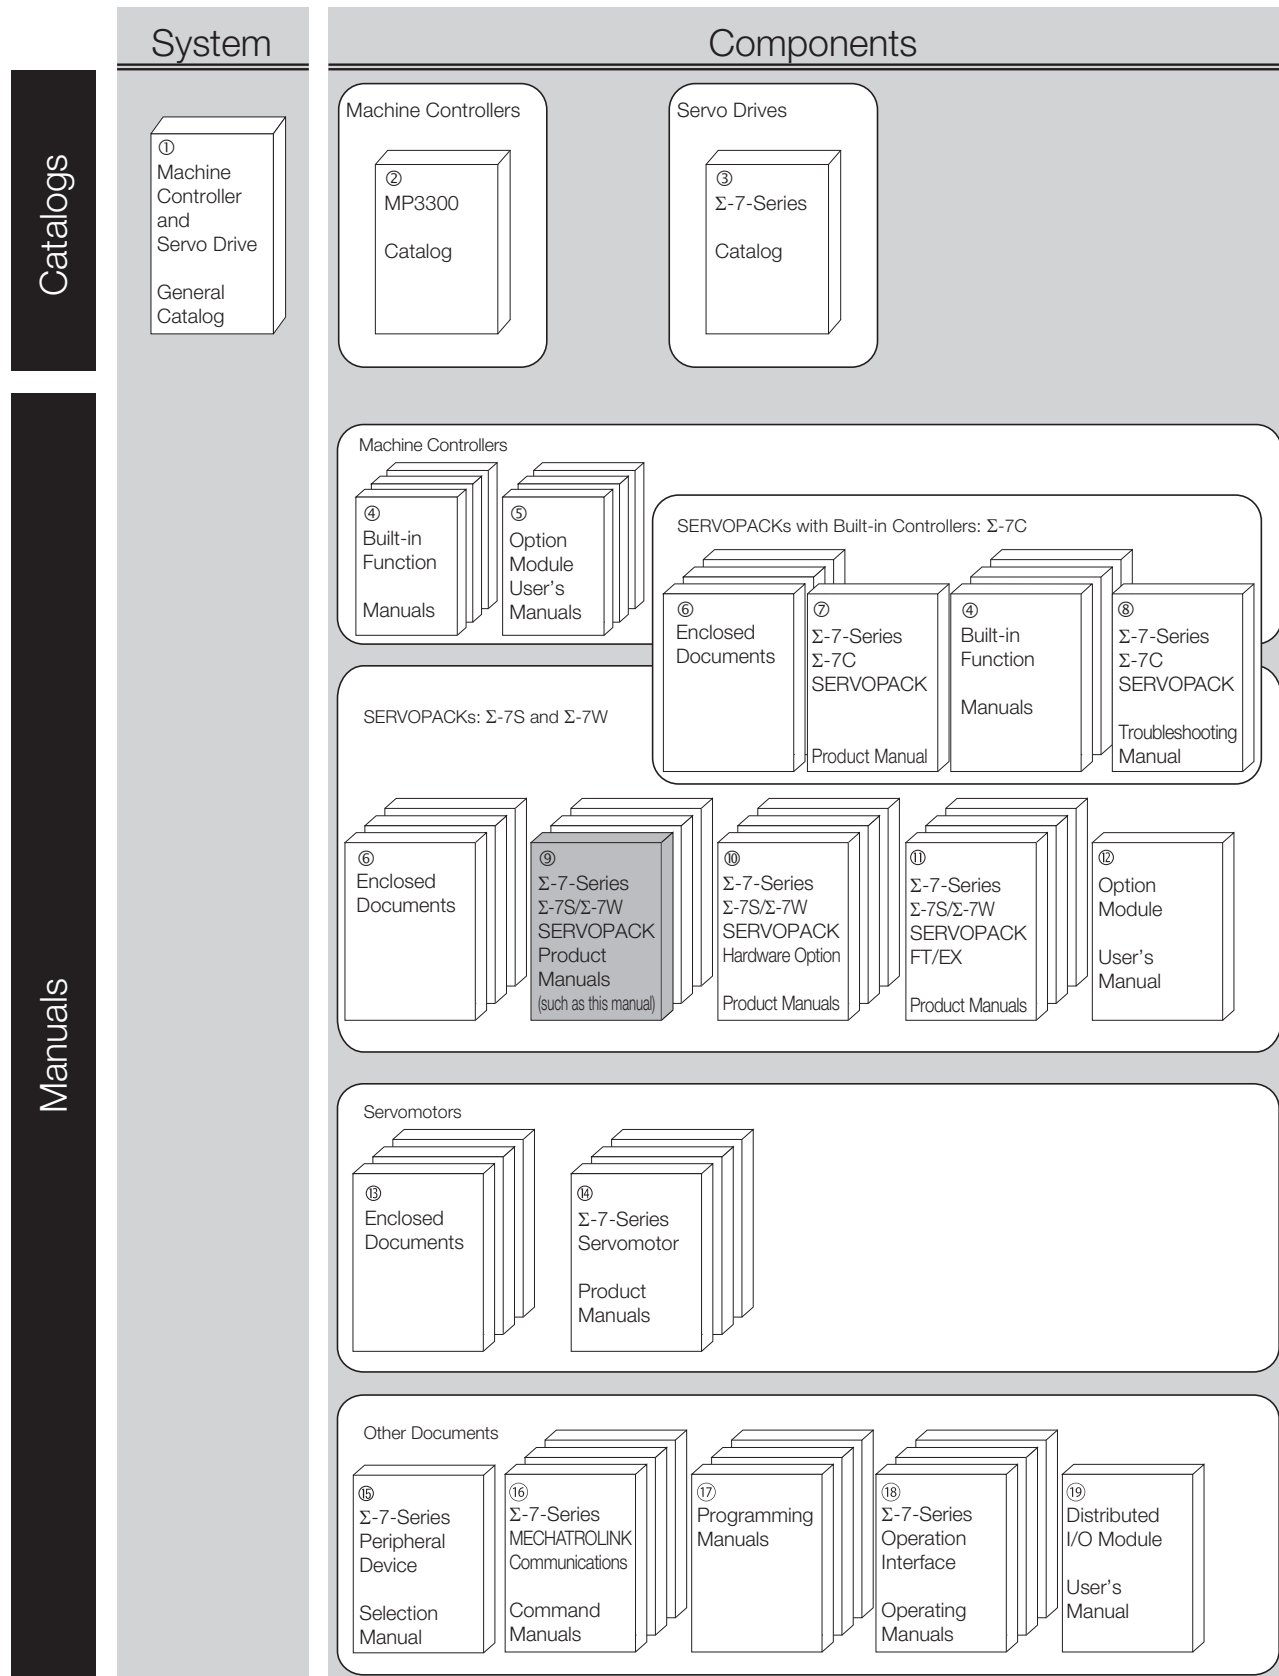 System
Components
Catalogs
①
Machine
Controller
and
Servo Drive
General
Catalog
Machine Controllers
②
MP3300
Catalog
Servo Drives
③
Σ-7-Series
Catalog
Manuals
Machine Controllers
④
Built-in
Function
Manuals
⑤
Option
Module
User's
Manuals
SERVOPACKs with Built-in Controllers: Σ-7C
⑥
Enclosed
Documents
⑦
Σ-7-Series
Σ-7C
SERVOPACK
Product Manual
④
Built-in
Function
Manuals
⑧
Σ-7-Series
Σ-7C
SERVOPACK
Troubleshooting
Manual
SERVOPACKs: Σ-7S and Σ-7W
⑥
Enclosed
Documents
⑨
Σ-7-Series
Σ-7S/Σ-7W
SERVOPACK
Product
Manuals
(such as this manual)
⑩
Σ-7-Series
Σ-7S/Σ-7W
SERVOPACK
Hardware Option
Product Manuals
⑪
Σ-7-Series
Σ-7S/Σ-7W
SERVOPACK
FT/EX
Product Manuals
⑫
Option
Module
User's
Manual
Servomotors
⑬
Enclosed
Documents
⑭
Σ-7-Series
Servomotor
Product
Manuals
Other Documents
⑮
Σ-7-Series
Peripheral
Device
Selection
Manual
⑯
Σ-7-Series
MECHATROLINK
Communications
Command
Manuals
⑰
Programming
Manuals
⑱
Σ-7-Series
Operation
Interface
Operating
Manuals
⑲
Distributed
I/O Module
User's
Manual